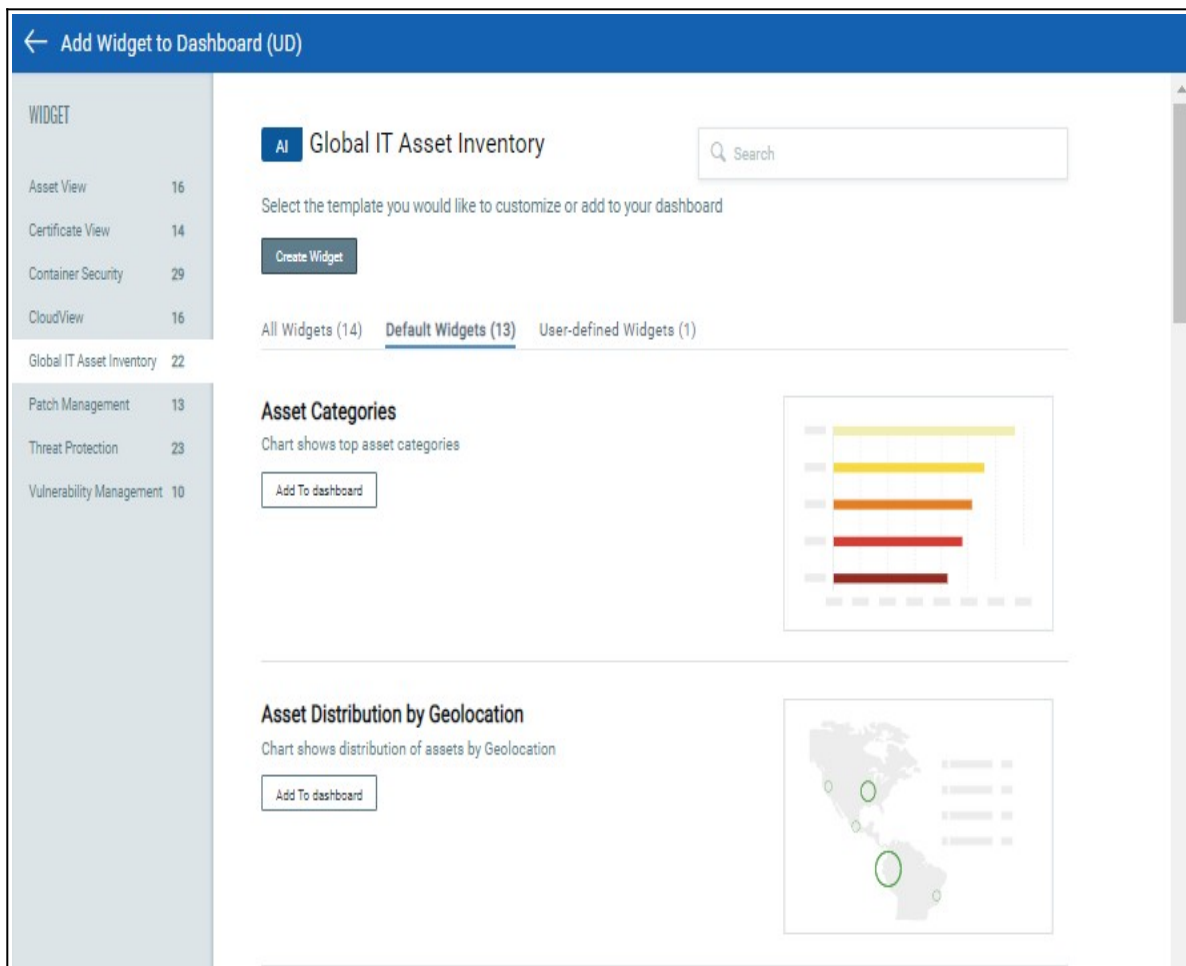 Add Widget to Dashboard (UD)
WIDGET
Asset View 16
Certificate View 14
Container Security 29
CloudView 16
Global IT Asset Inventory 22
Patch Management 13
Threat Protection 23
Vulnerability Management 10
AI Global IT Asset Inventory
Search
Select the template you would like to customize or add to your dashboard
Create Widget
All Widgets (14) Default Widgets (13) User-defined Widgets (1)
Asset Categories
Chart shows top asset categories
Add To dashboard
Asset Distribution by Geolocation
Chart shows distribution of assets by Geolocation
Add To dashboard